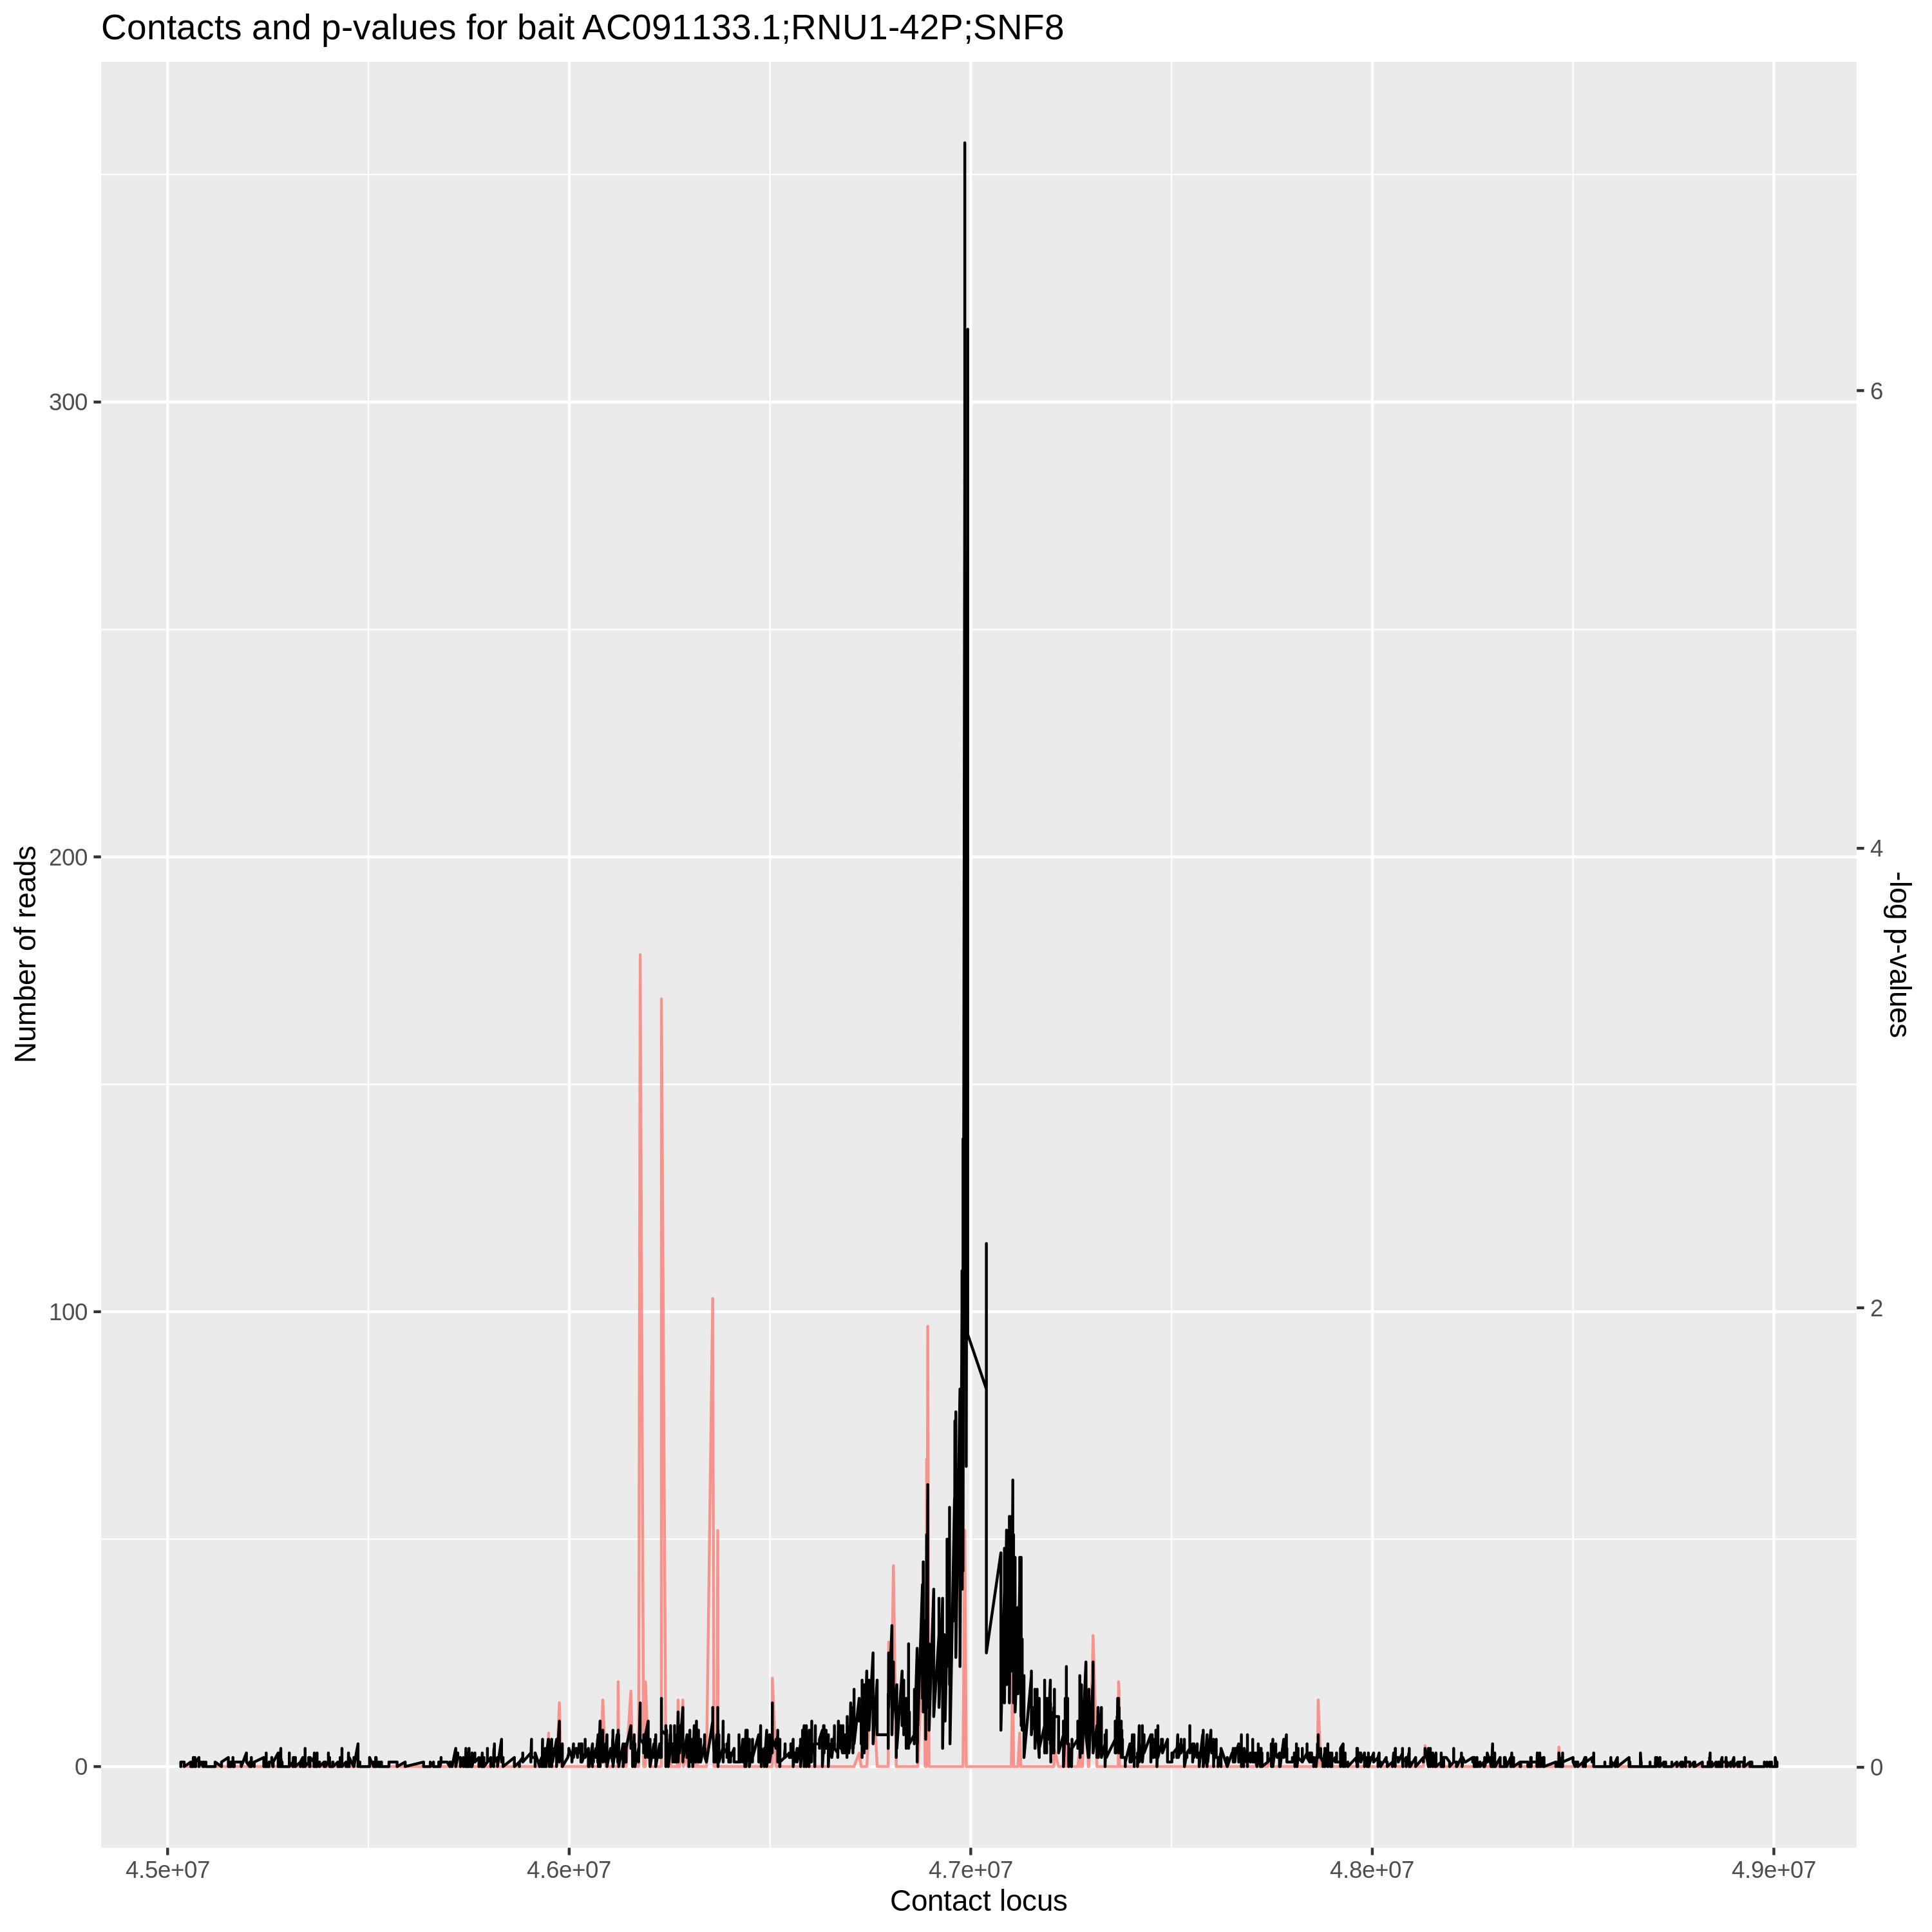 Contacts and p-values for bait AC091133.1;RNU1-42P;SNF8
Number of reads
300
200
100
0
6
4
2
0
-log p-values
4.5e+07 4.6e+07 4.7e+07 4.8e+07 4.9e+07
Contact locus